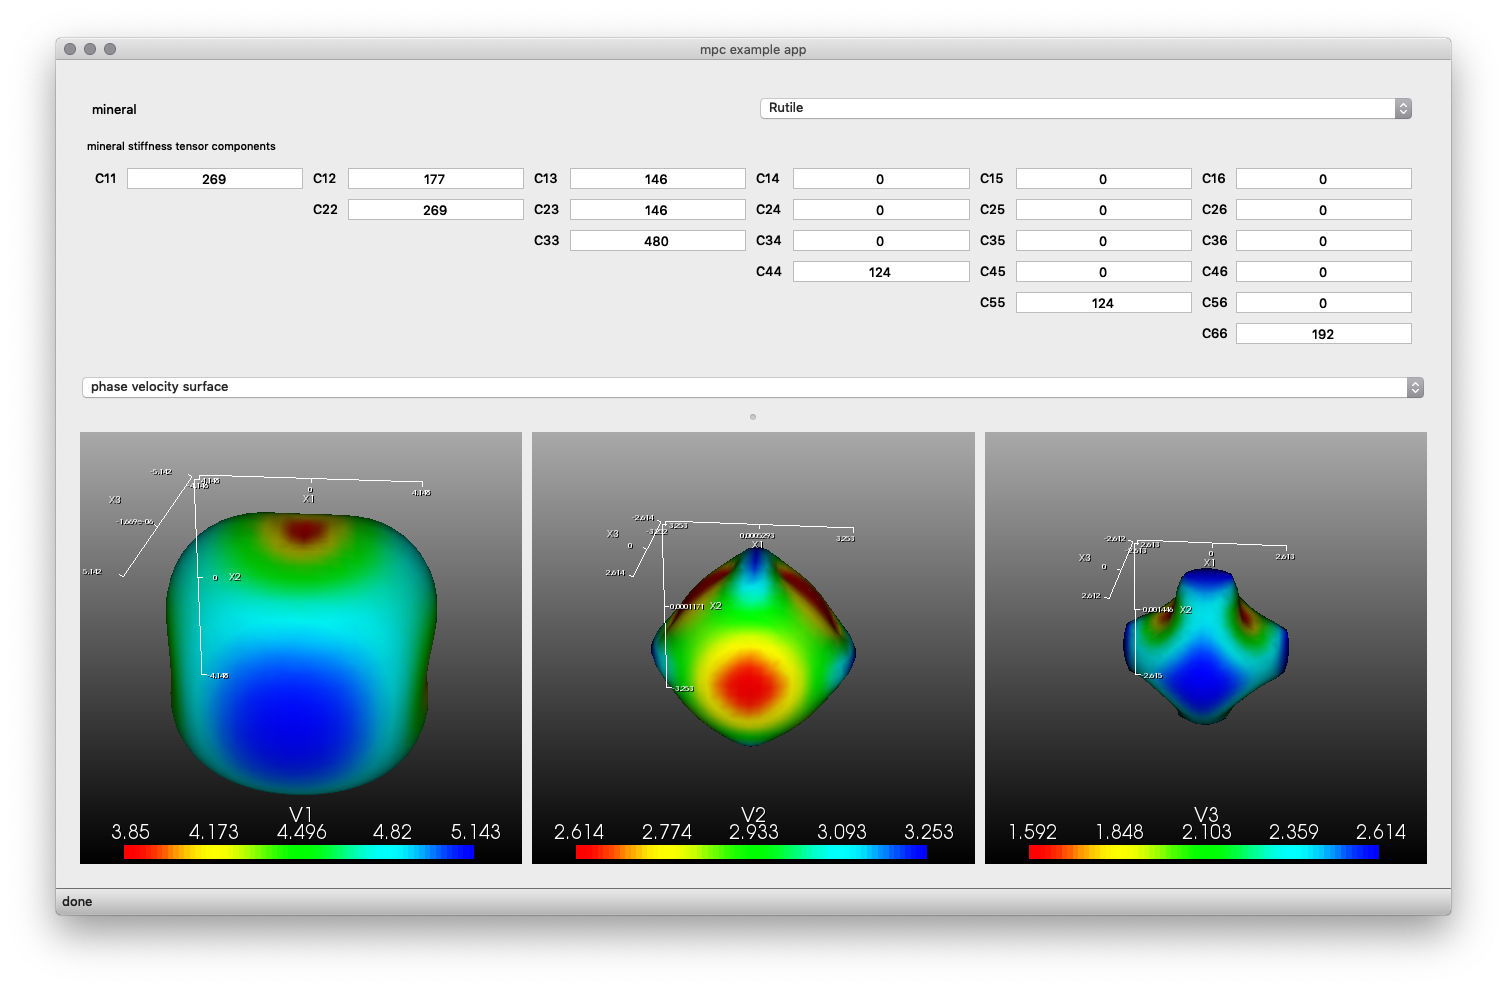 mpc example app
mineral Rutile
mineral stiffness tensor components
C11 269 C12 177 C13 146 C14 0 C15 0 C16 0
C22 269 C23 146 C24 0 C25 0 C26 0
C33 480 C34 0 C35 0 C36 0
C44 124 C45 0 C46 0
C55 124 C56 0
C66 192
phase velocity surface
-5.142
4.148
0
X1
X3
-1.669e-06
5.142
0 X2
-4.148
V1
3.85 4.173 4.496 4.82 5.143
-2.614
3.253
0.0005293
3.253
X3
X1
0
2.614
0.0001171 X2
-3.253
V2
2.614 2.774 2.933 3.093 3.253
-2.612
-2.613
0
2.613
X3
X1
0
2.612
0.001446 X2
-2.615
V3
1.592 1.848 2.103 2.359 2.614
done